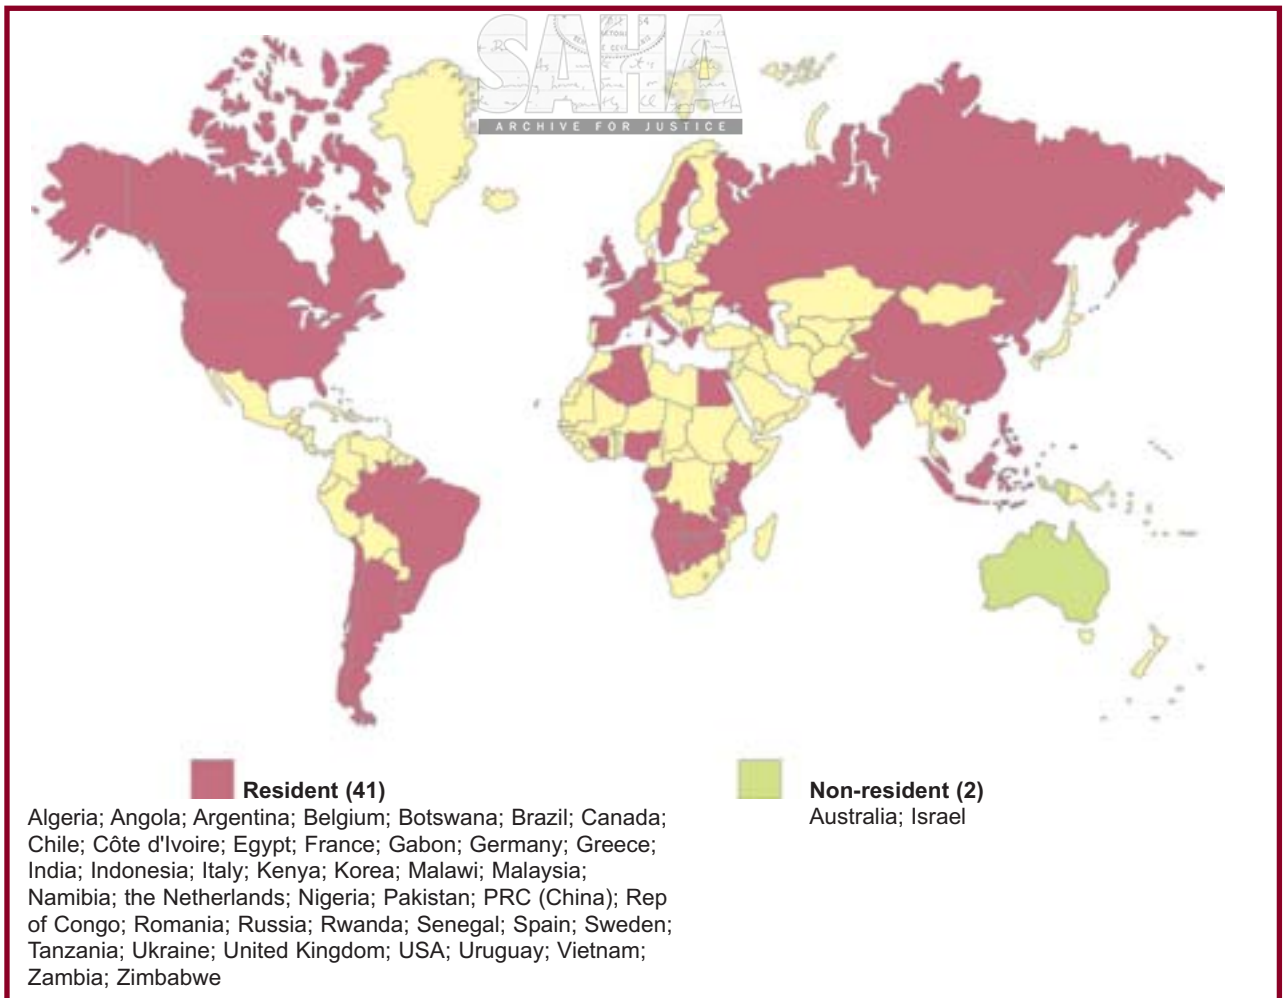 SAHA
ARCHIVE FOR JUSTICE
Resident (41)
Algeria; Angola; Argentina; Belgium; Botswana; Brazil; Canada;
Chile; Côte d'Ivoire; Egypt; France; Gabon; Germany; Greece;
India; Indonesia; Italy; Kenya; Korea; Malawi; Malaysia;
Namibia; the Netherlands; Nigeria; Pakistan; PRC (China); Rep
of Congo; Romania; Russia; Rwanda; Senegal; Spain; Sweden;
Tanzania; Ukraine; United Kingdom; USA; Uruguay; Vietnam;
Zambia; Zimbabwe
Non-resident (2)
Australia; Israel